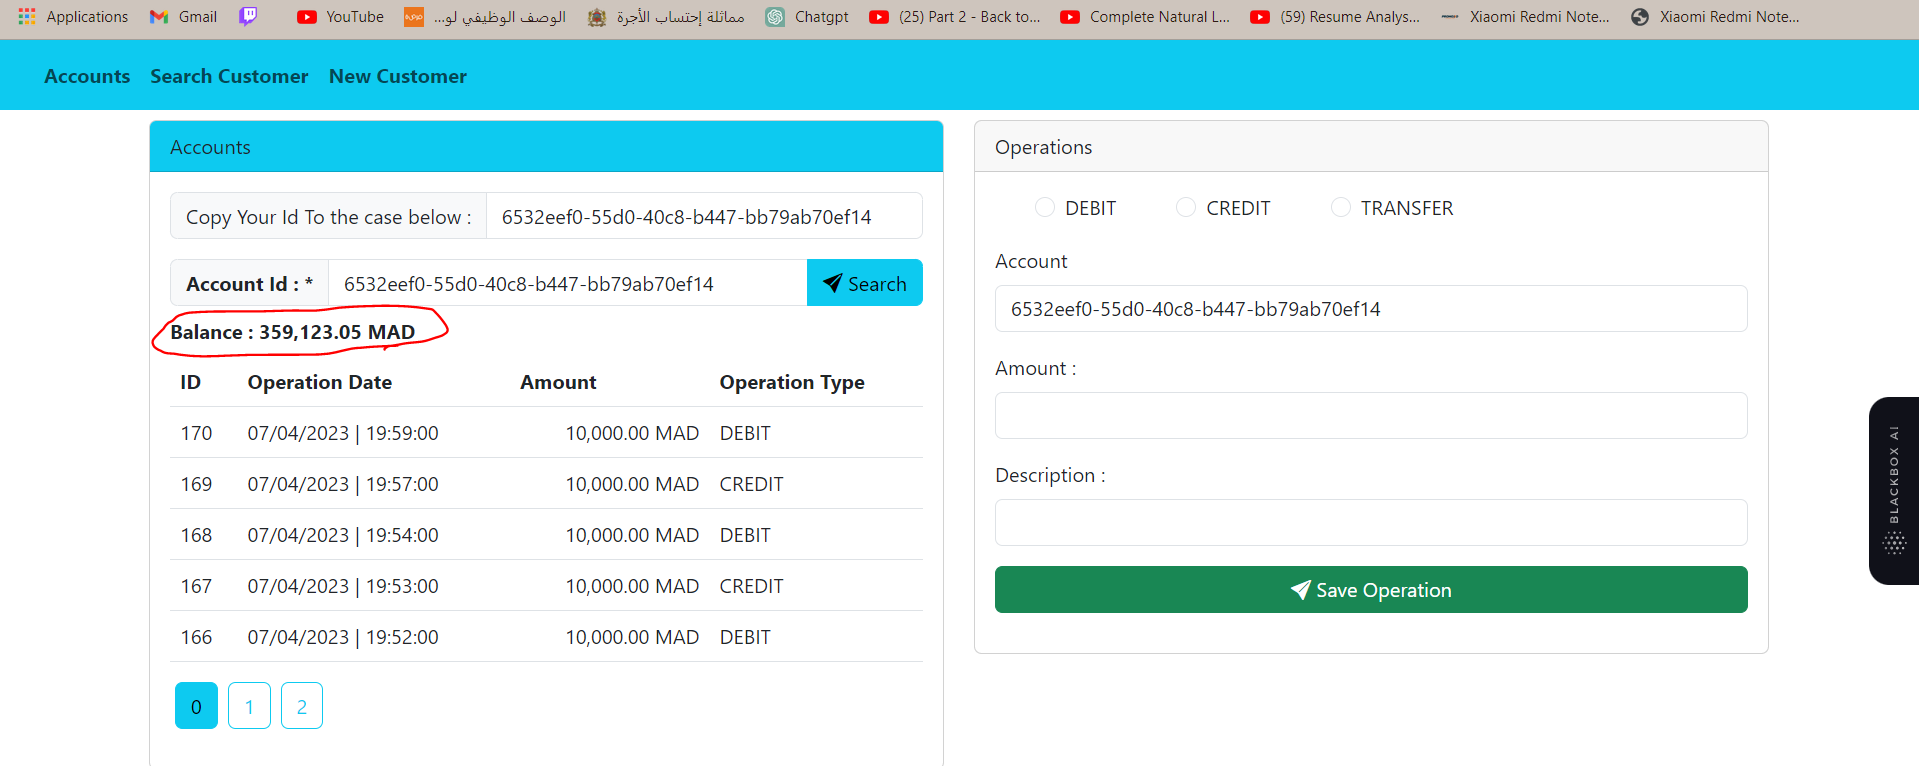 Applications Gmail YouTube الوصف الوظيفي لو... مماثلة إحتساب الأجرة Chatgpt (25) Part 2 - Back to... Complete Natural L... (59) Resume Analys... Xiaomi Redmi Note... Xiaomi Redmi Note...
Accounts Search Customer New Customer
Accounts
Copy Your Id To the case below : 6532eef0-55d0-40c8-b447-bb79ab70ef14
Account Id : * 6532eef0-55d0-40c8-b447-bb79ab70ef14 Search
Balance : 359,123.05 MAD
ID Operation Date Amount Operation Type
170 07/04/2023 | 19:59:00 10,000.00 MAD DEBIT
169 07/04/2023 | 19:57:00 10,000.00 MAD CREDIT
168 07/04/2023 | 19:54:00 10,000.00 MAD DEBIT
167 07/04/2023 | 19:53:00 10,000.00 MAD CREDIT
166 07/04/2023 | 19:52:00 10,000.00 MAD DEBIT
0 1 2
Operations
DEBIT CREDIT TRANSFER
Account
6532eef0-55d0-40c8-b447-bb79ab70ef14
Amount :
Description :
Save Operation
BLACKBOX AI